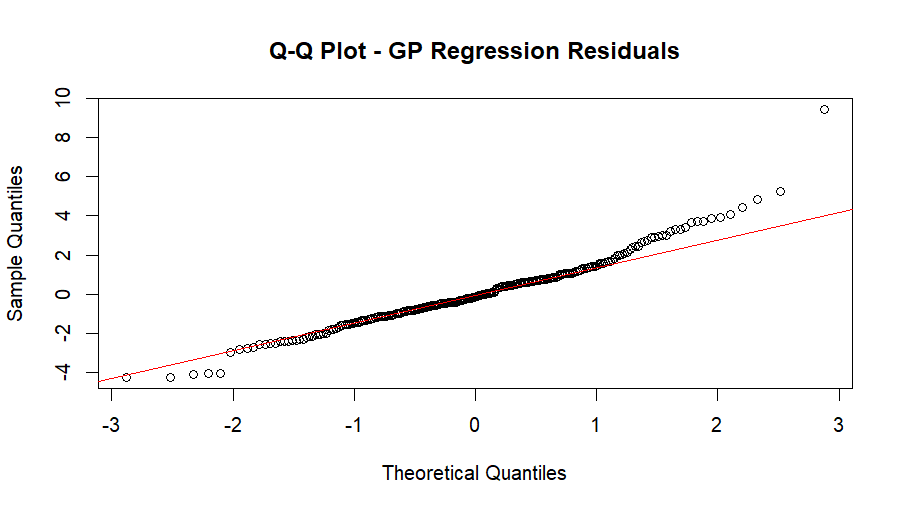 Q-Q Plot - GP Regression Residuals
Sample Quantiles
10
8
6
4
2
0
-2
-4
-3 -2 -1 0 1 2 3
Theoretical Quantiles